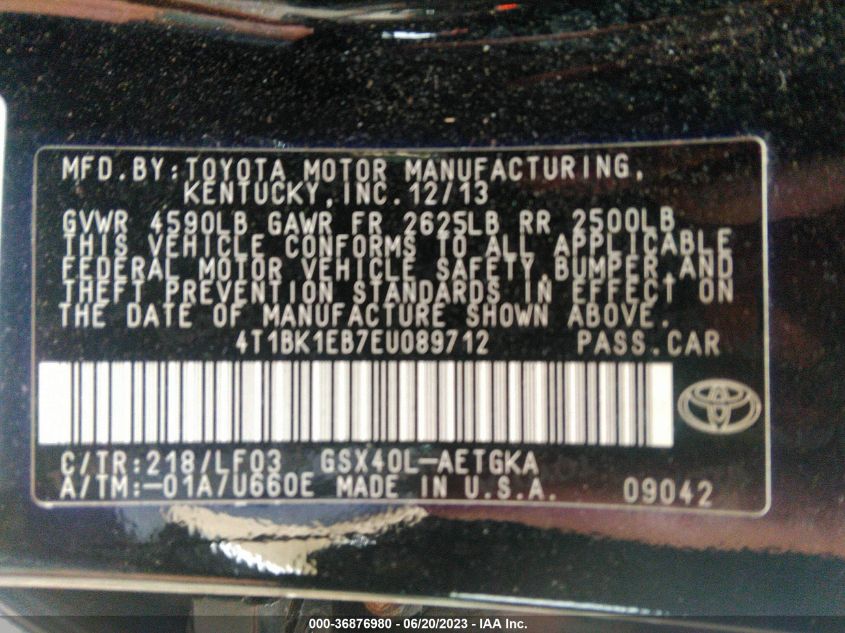 MFD.BY:TOYOTA MOTOR MANUFACTURING,
KENTUCKY,INC.12/13
GVWR 4590LB GAWR FR 2625LB RR 2500LB
THIS VEHICLE CONFORMS TO ALL APPLICABLE
FEDERAL MOTOR VEHICLE SAFETY,BUMPER,AND
THEFT PREVENTION STANDARDS IN EFFECT ON
THE DATE OF MANUFACTURE SHOWN ABOVE.
4T1BK1EB7EU089712 PASS.CAR
C/TR:218/LF03 GSX40L-AETGKA
A/TM:-01A/U660E MADE IN U.S.A. 09042
000-36876980 - 06/20/2023 - IAA Inc.